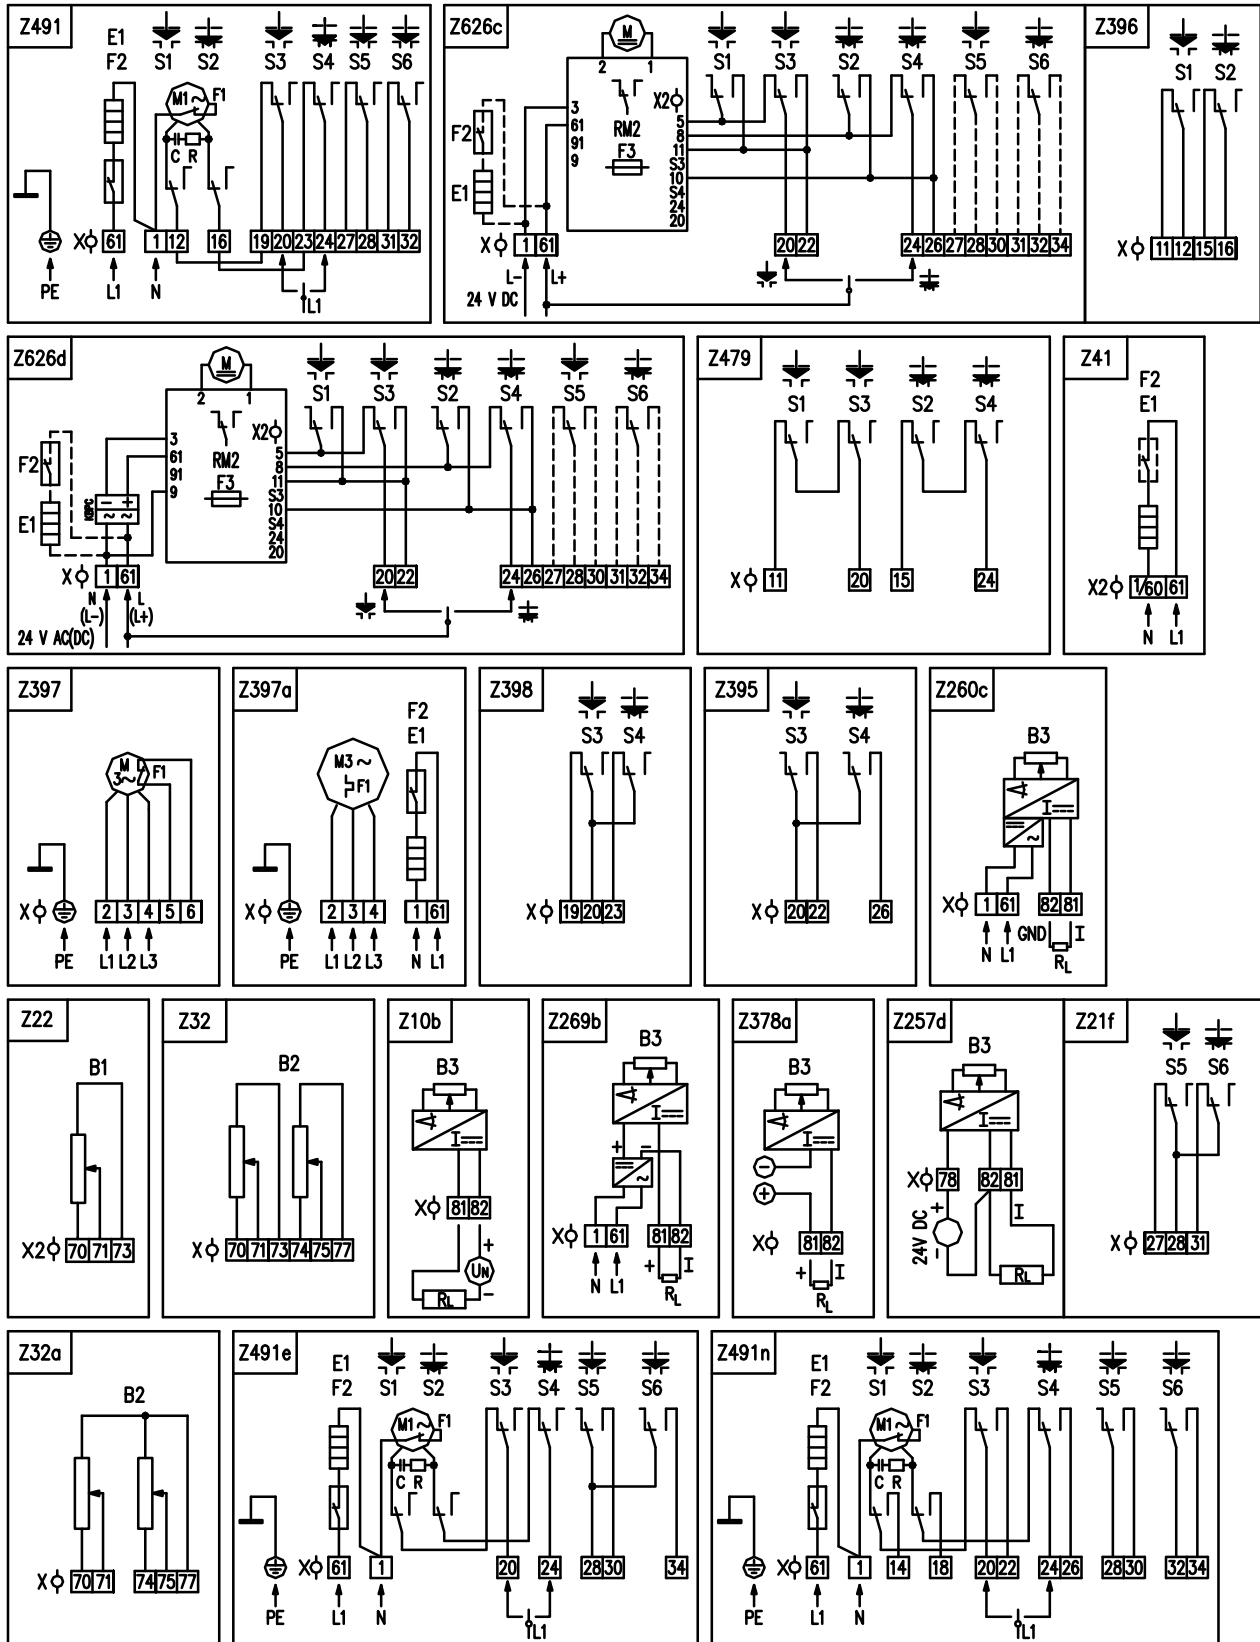 Z491
E1 F2 S1 S2 S3 S4 S5 S6
M1 ~ F1
C R
X 61 1 12 16 19 20 23 24 27 28 31 32
PE L1 N L1
Z626c
M
2 1
S1 S3 S2 S4 S5 S6
3 61 91 9
RM2
F3
X2
5 8 11 S3 10 S4 24 20
F2
E1
X 1 61 20 22 24 26 27 28 30 31 32 34
L- L+
24 V DC
Z396
S1 S2
X 11 12 15 16
Z626d
M
2 1
S1 S3 S2 S4 S5 S6
3 61 91 9
RM2
F3
X2
5 8 11 S3 10 S4 24 20
F2
E1
KBPC
- +
~ ~
X 1 61 20 22 24 26 27 28 30 31 32 34
N L
(L-) (L+)
24 V AC(DC)
Z479
S1 S3 S2 S4
X 11 20 15 24
Z41
F2
E1
X2 1/60 61
N L1
Z397
M 3~ F1
X 2 3 4 5 6
PE L1 L2 L3
Z397a
F2
E1
M3 ~
F1
X 2 3 4 1 61
PE L1 L2 L3 N L1
Z398
S3 S4
X 19 20 23
Z395
S3 S4
X 20 22 26
Z260c
B3
I
~
X 1 61 82 81
N L1 GND I
RL
Z22
B1
X2 70 71 73
Z32
B2
X 70 71 73 74 75 77
Z10b
B3
I
X 81 82
+
UN
-
RL
Z269b
B3
I
+ -
~
X 1 61 81 82
N L1 + I
RL
Z378a
B3
I
-
+
X 81 82
+ I
RL
Z257d
B3
I
X 78 82 81
+ I
24V DC
-
RL
Z21f
S5 S6
X 27 28 31
Z32a
B2
X 70 71 74 75 77
Z491e
E1 F2 S1 S2 S3 S4 S5 S6
M1 ~ F1
C R
X 61 1 20 24 28 30 34
PE L1 N L1
Z491n
E1 F2 S1 S2 S3 S4 S5 S6
M1 ~ F1
C R
X 61 1 14 18 20 22 24 26 28 30 32 34
PE L1 N L1